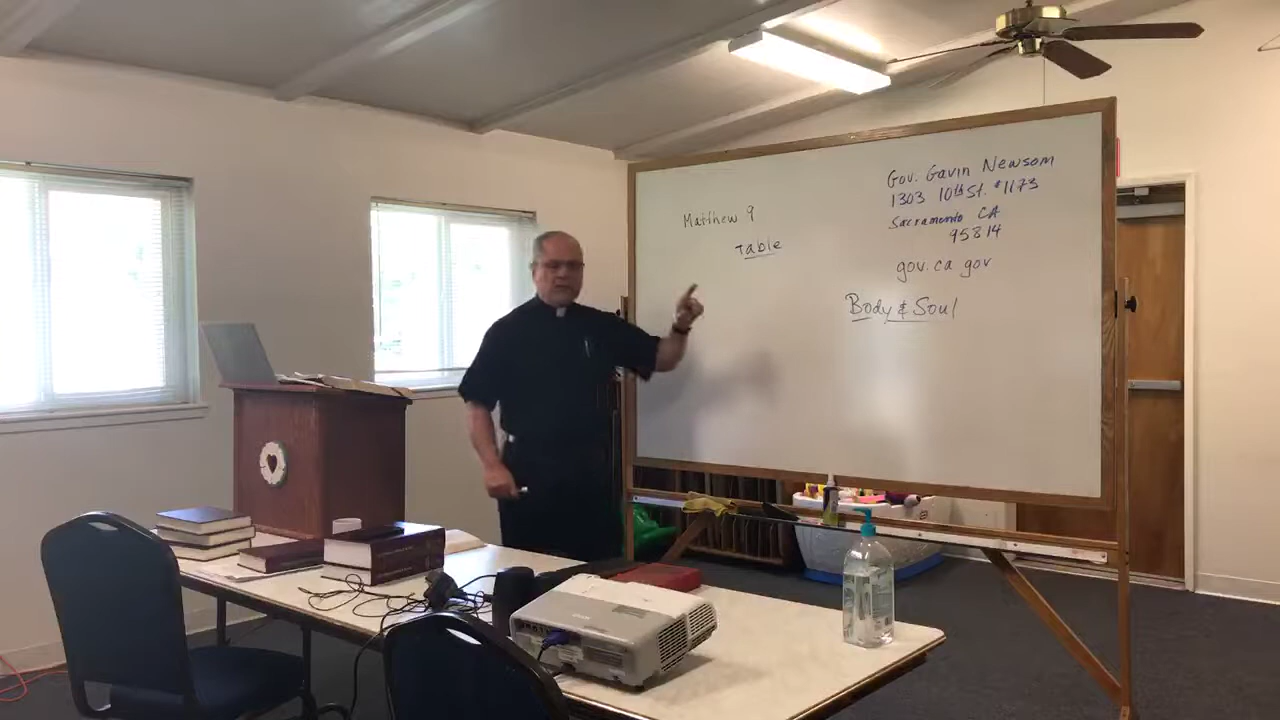 Matthew 9
Table
Gov. Gavin Newsom
1303 10th St. #1173
Sacramento CA
95814
gov.ca gov
Body & Soul